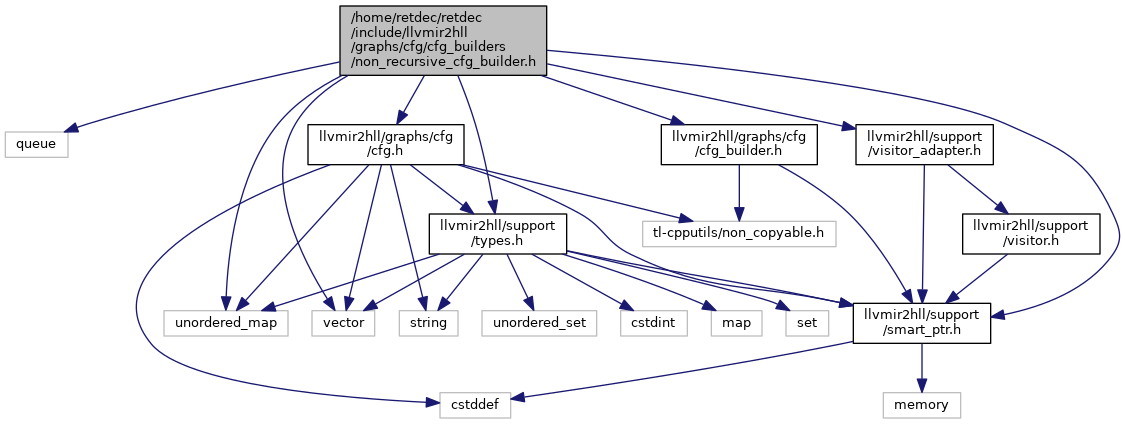 /home/retdec/retdec
/include/llvmir2hll
/graphs/cfg/cfg_builders
/non_recursive_cfg_builder.h
queue
llvmir2hll/graphs/cfg
/cfg.h
llvmir2hll/graphs/cfg
/cfg_builder.h
llvmir2hll/support
/visitor_adapter.h
llvmir2hll/support
/types.h
tl-cpputils/non_copyable.h
llvmir2hll/support
/visitor.h
unordered_map
vector
string
unordered_set
cstdint
map
set
llvmir2hll/support
/smart_ptr.h
cstddef
memory